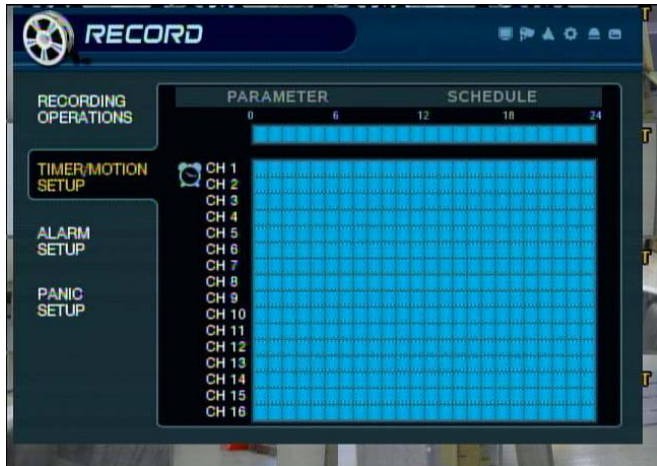 RECORD
T
RECORDING
OPERATIONS
PARAMETER SCHEDULE
0 6 12 18 24
T
TIMER/MOTION
SETUP
CH 1
CH 2
CH 3
CH 4
ALARM
SETUP
CH 5
CH 6
T
CH 7
CH 8
PANIC
SETUP
CH 9
CH 10
CH 11
CH 12
CH 13
CH 14
T
CH 15
CH 16